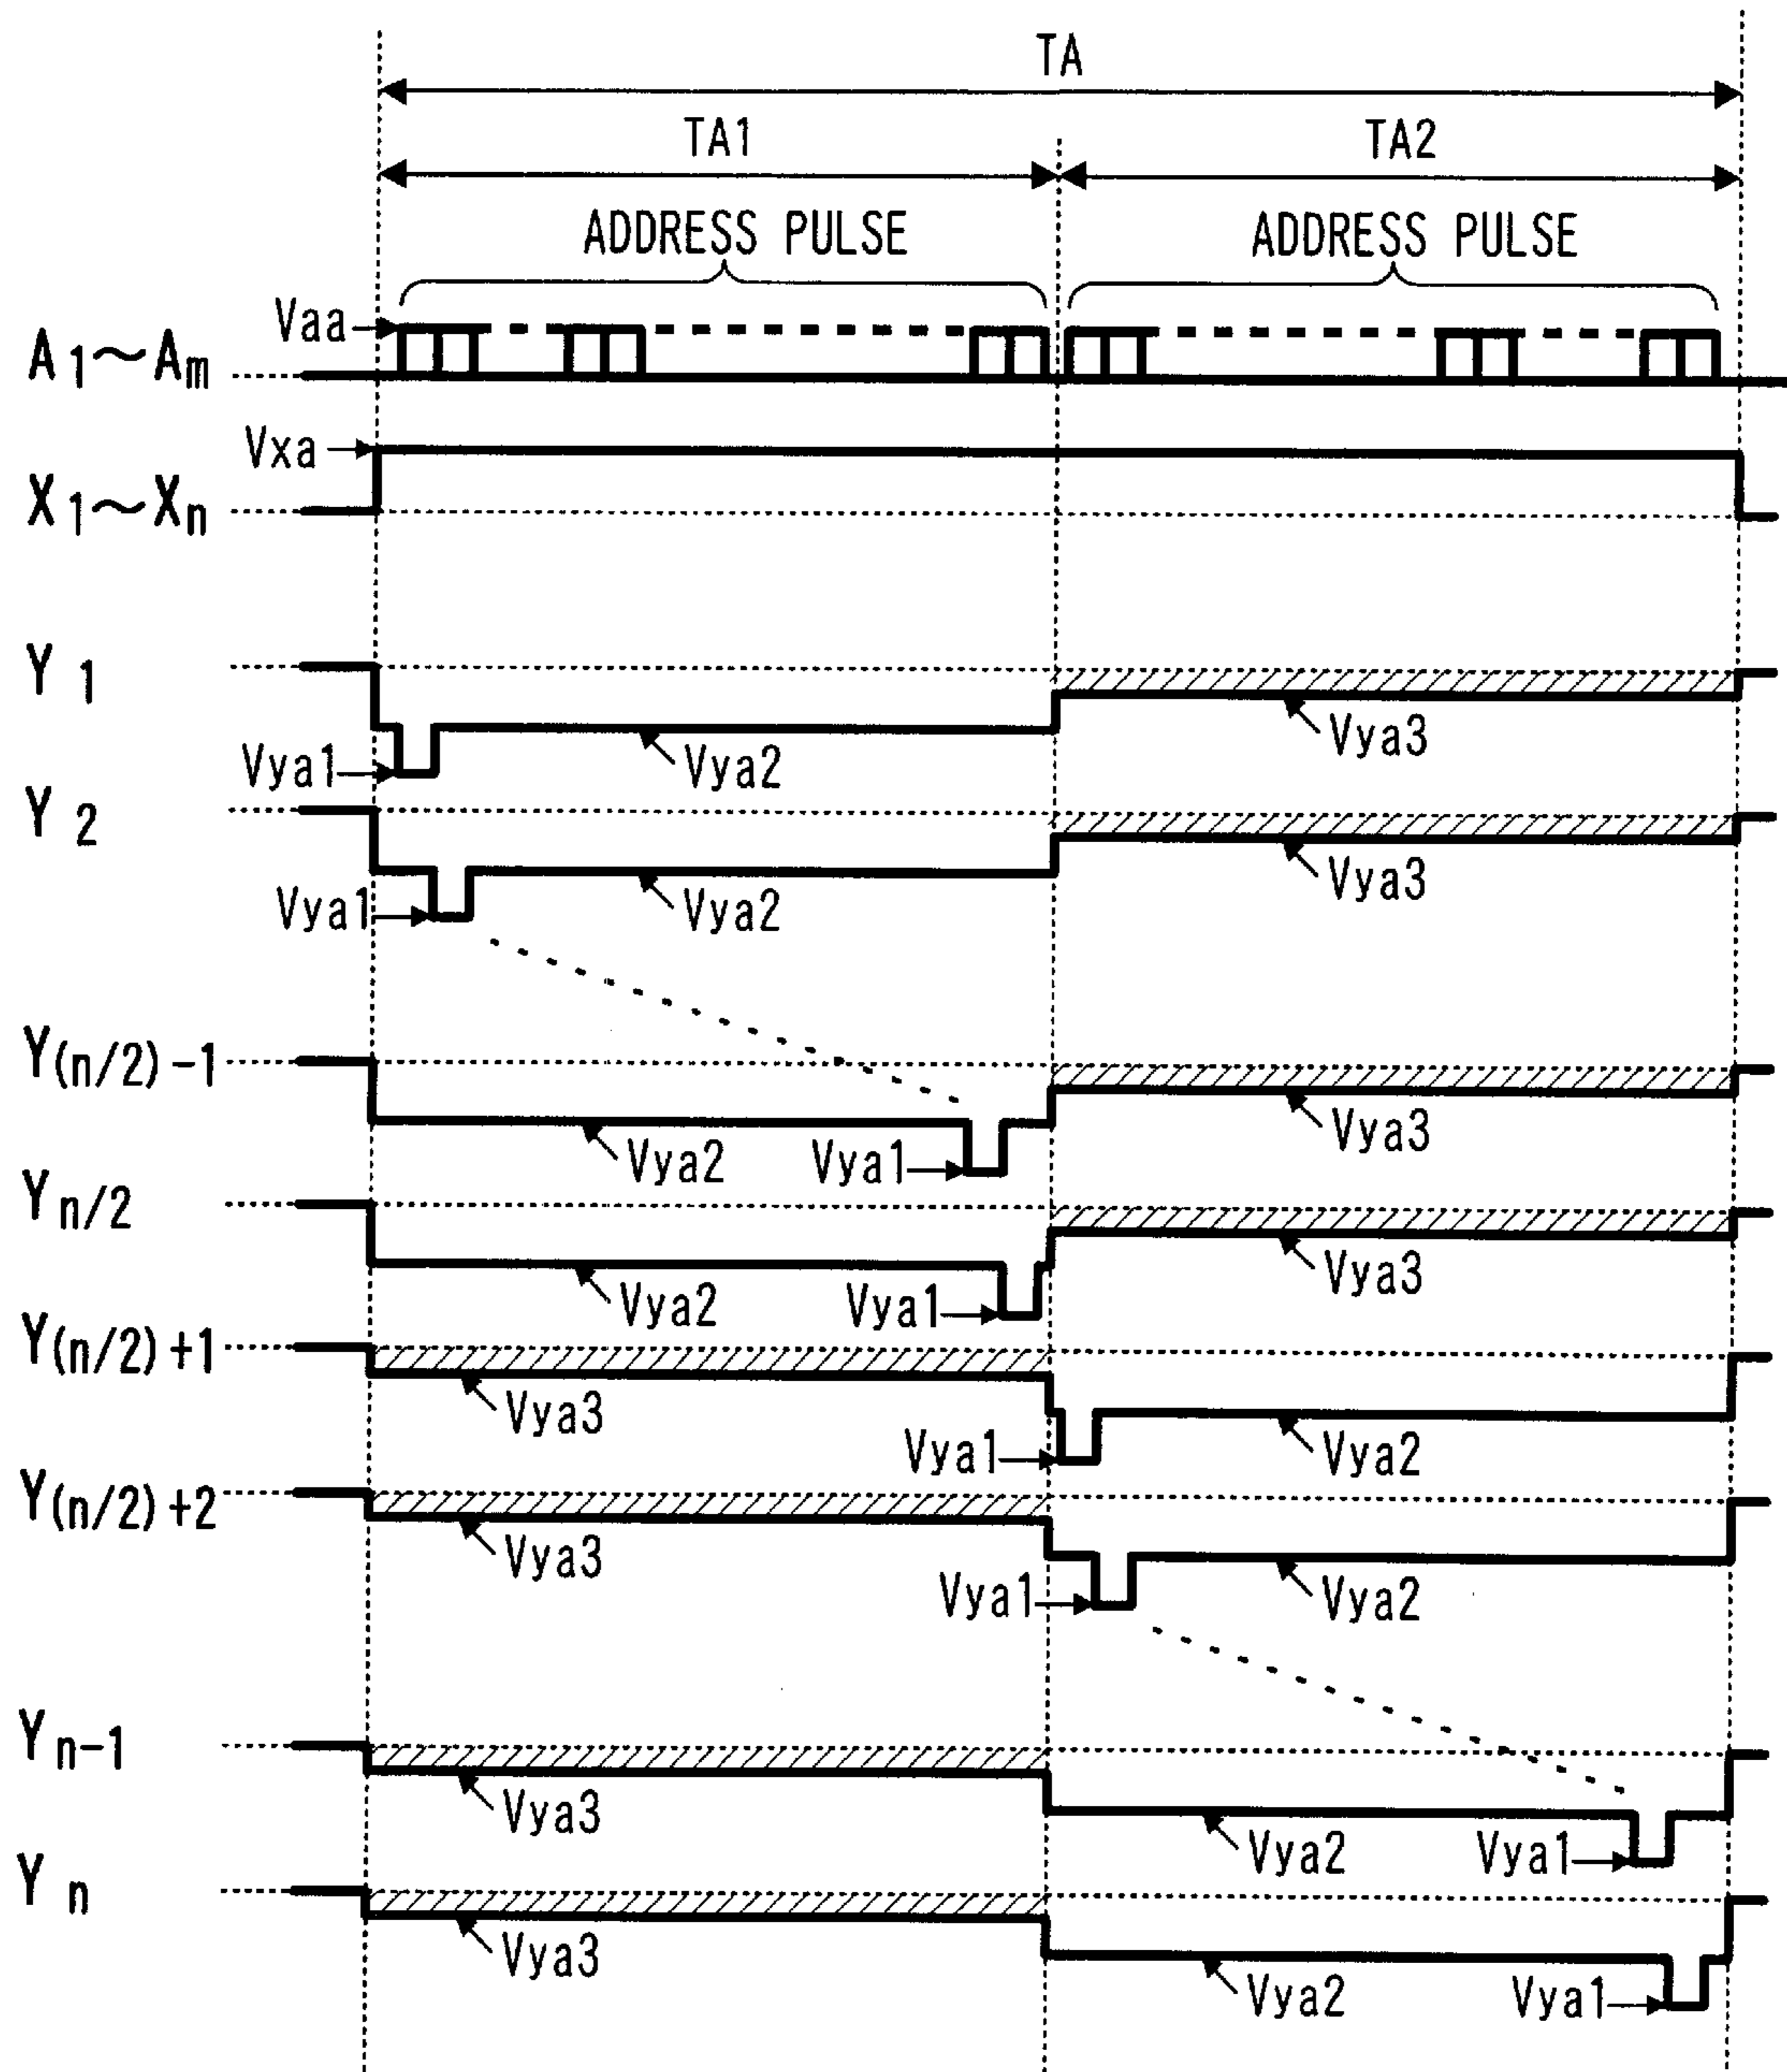 TA
TA1 TA2
ADDRESS PULSE ADDRESS PULSE
Vaa
A1～Am
Vxa
X1～Xn
Y1
Vya1 Vya2 Vya3
Y2
Vya1 Vya2 Vya3
Y(n/2)-1
Vya2 Vya1 Vya3
Yn/2
Vya2 Vya1 Vya3
Y(n/2)+1
Vya3 Vya1 Vya2
Y(n/2)+2
Vya3 Vya1 Vya2
Yn-1
Vya3 Vya2 Vya1
Yn
Vya3 Vya2 Vya1